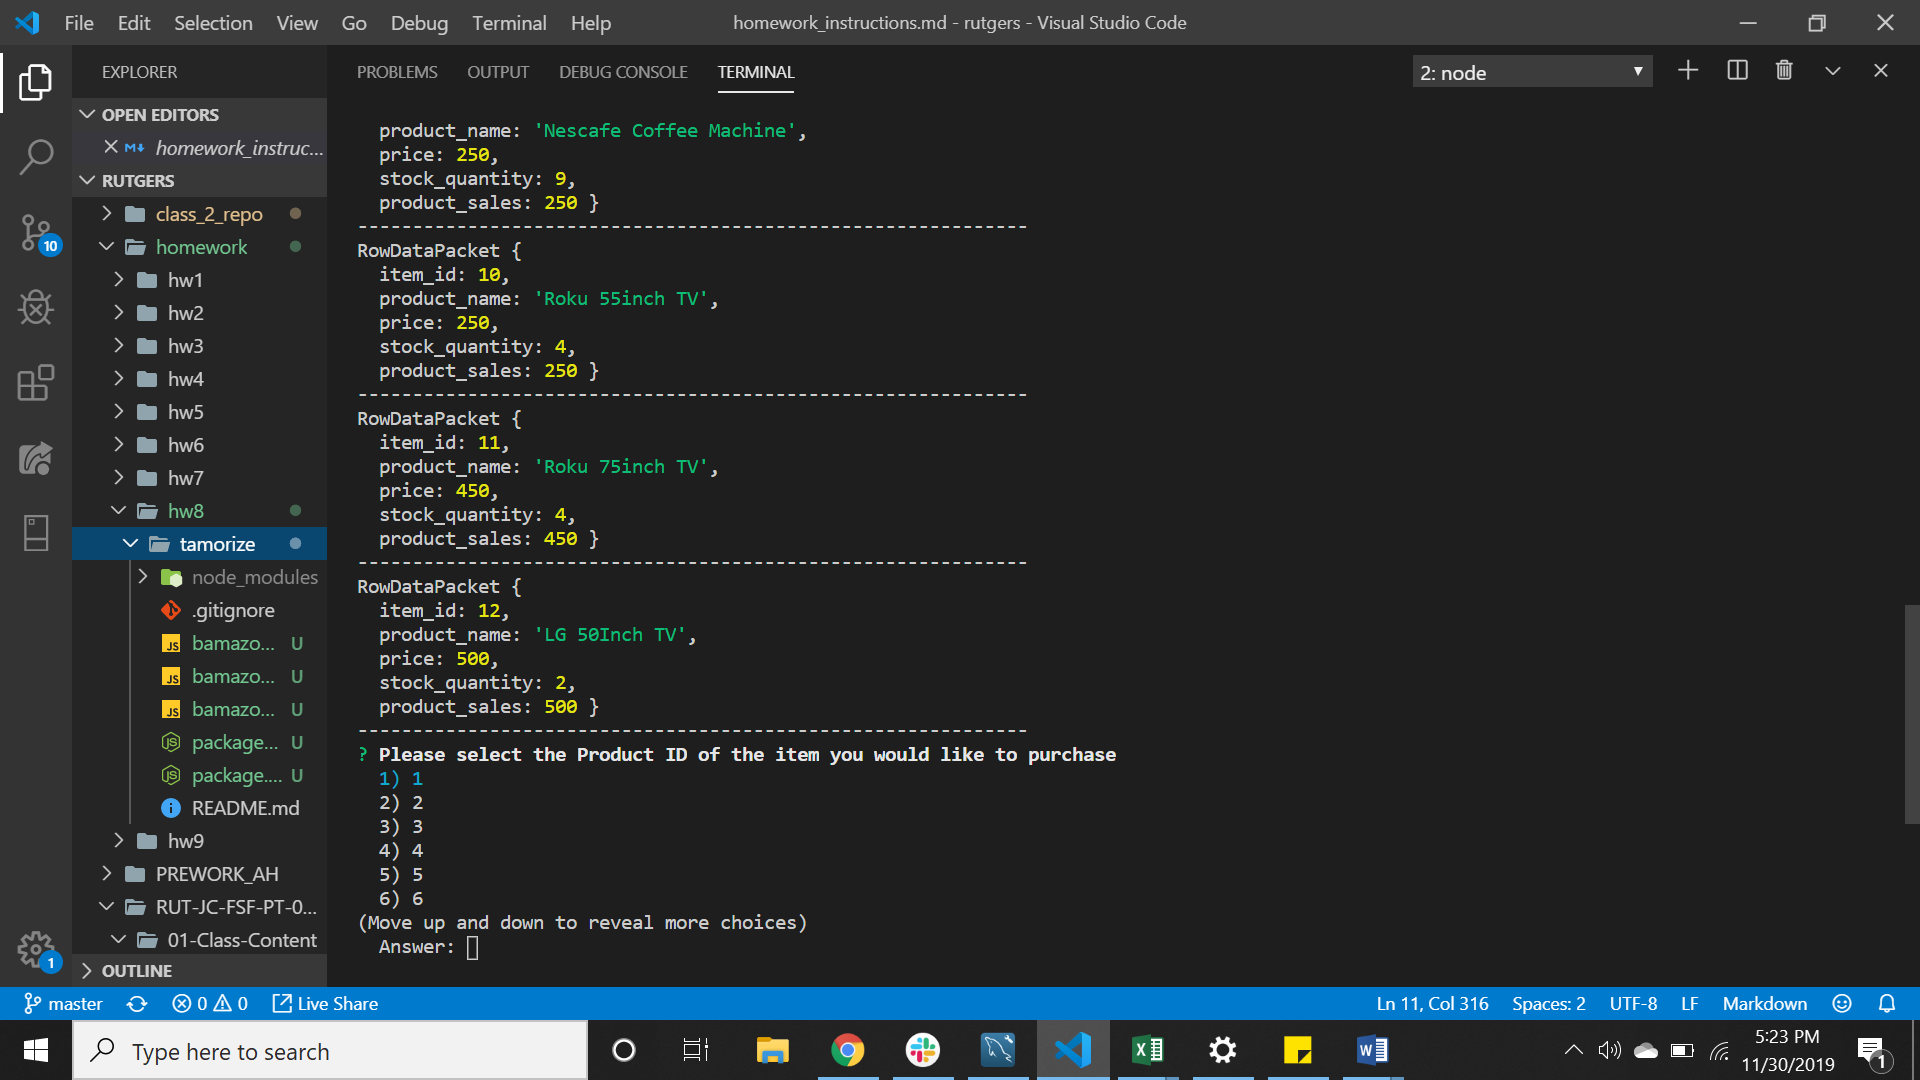 File Edit Selection View Go Debug Terminal Help
homework_instructions.md - rutgers - Visual Studio Code
EXPLORER
OPEN EDITORS
homework_instruc...
RUTGERS
class_2_repo
homework
hw1
hw2
hw3
hw4
hw5
hw6
hw7
hw8
tamorize
node_modules
.gitignore
JS bamazo... U
JS bamazo... U
JS bamazo... U
package... U
package.... U
README.md
hw9
PREWORK_AH
RUT-JC-FSF-PT-0...
01-Class-Content
OUTLINE
10
1
PROBLEMS OUTPUT DEBUG CONSOLE TERMINAL
2: node
product_name: 'Nescafe Coffee Machine',
price: 250,
stock_quantity: 9,
product_sales: 250 }
-------------------------------------------------------------
RowDataPacket {
item_id: 10,
product_name: 'Roku 55inch TV',
price: 250,
stock_quantity: 4,
product_sales: 250 }
-------------------------------------------------------------
RowDataPacket {
item_id: 11,
product_name: 'Roku 75inch TV',
price: 450,
stock_quantity: 4,
product_sales: 450 }
-------------------------------------------------------------
RowDataPacket {
item_id: 12,
product_name: 'LG 50Inch TV',
price: 500,
stock_quantity: 2,
product_sales: 500 }
-------------------------------------------------------------
? Please select the Product ID of the item you would like to purchase
1) 1
2) 2
3) 3
4) 4
5) 5
6) 6
(Move up and down to reveal more choices)
Answer:
master 0 0 Live Share
Ln 11, Col 316 Spaces: 2 UTF-8 LF Markdown
Type here to search
5:23 PM
11/30/2019
1